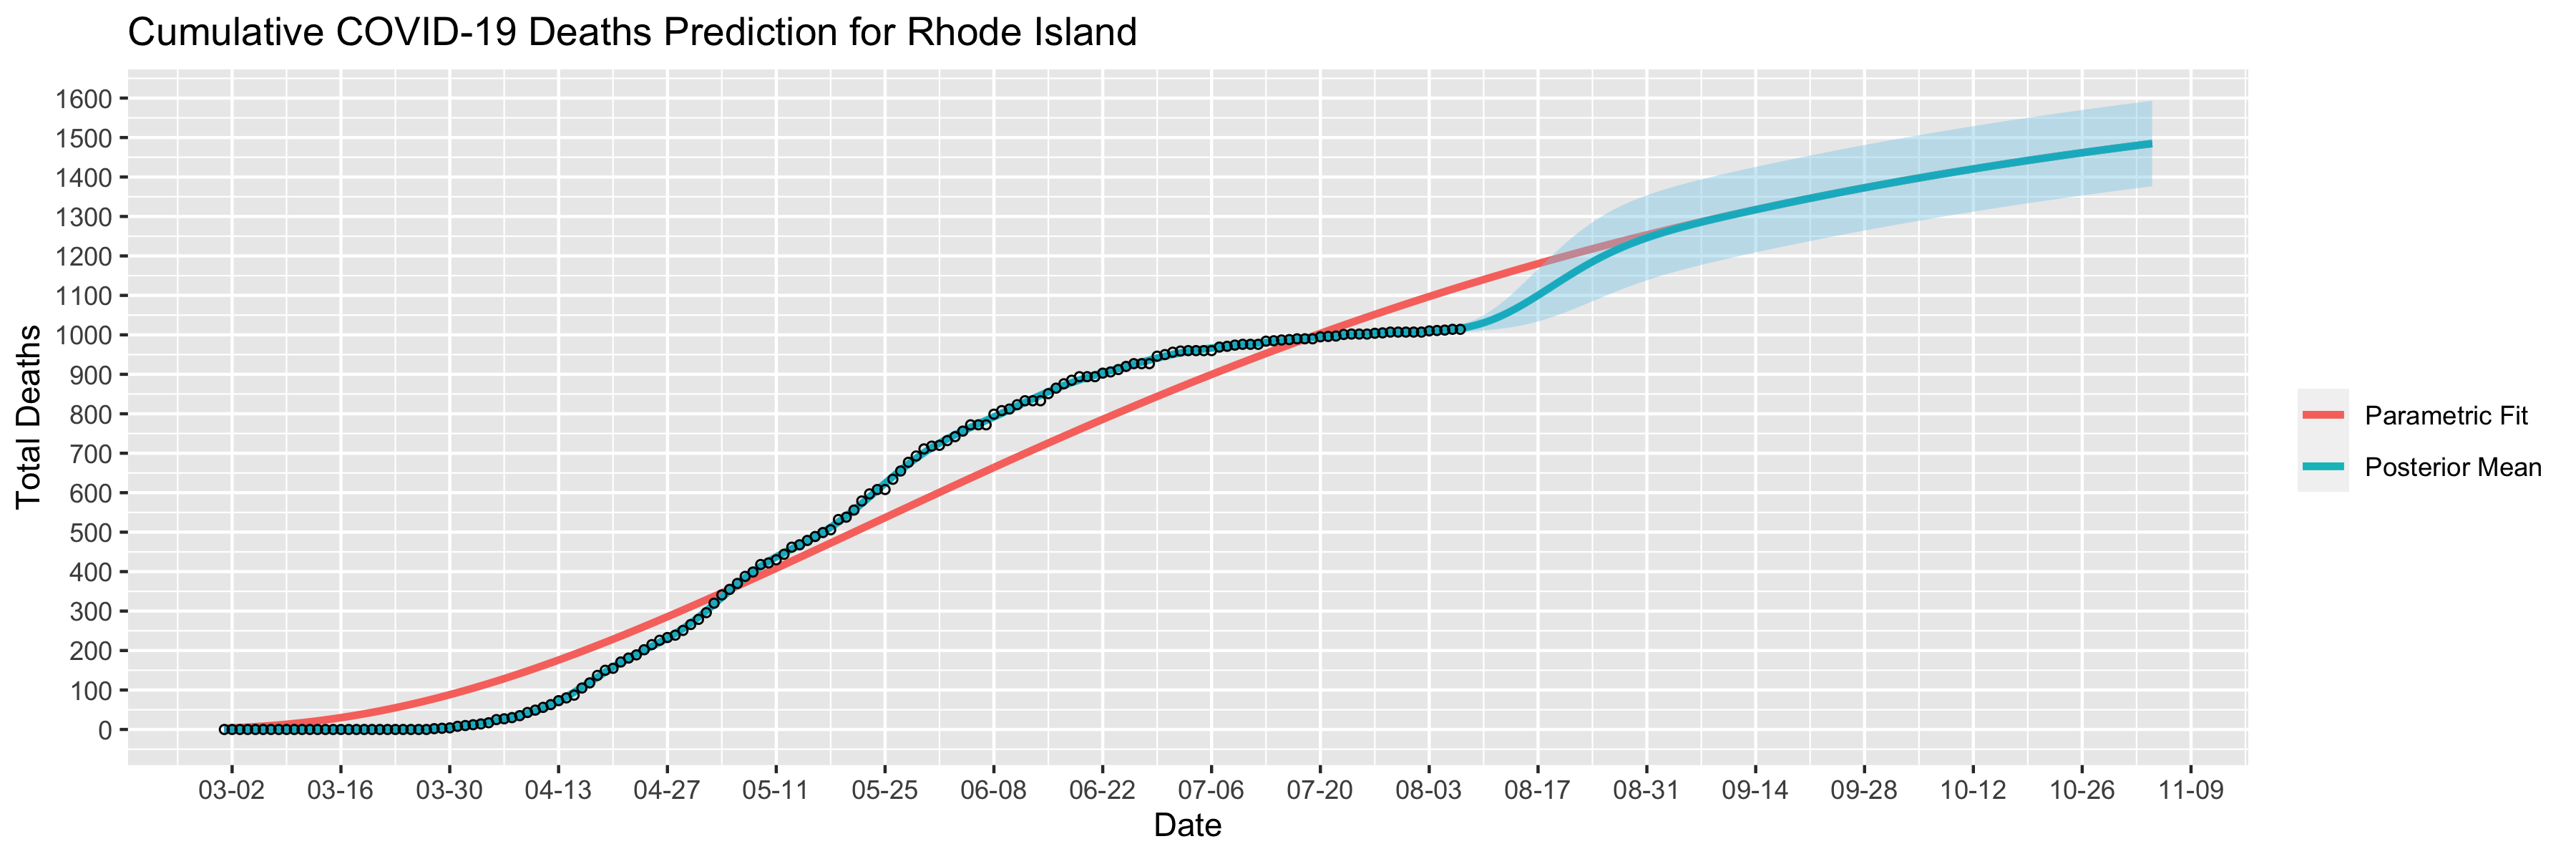 Cumulative COVID-19 Deaths Prediction for Rhode Island
1600
1500
1400
1300
1200
1100
1000
900
800
700
600
500
400
300
200
100
0
Total Deaths
03-02 03-16 03-30 04-13 04-27 05-11 05-25 06-08 06-22 07-06 07-20 08-03 08-17 08-31 09-14 09-28 10-12 10-26 11-09
Date
Parametric Fit
Posterior Mean